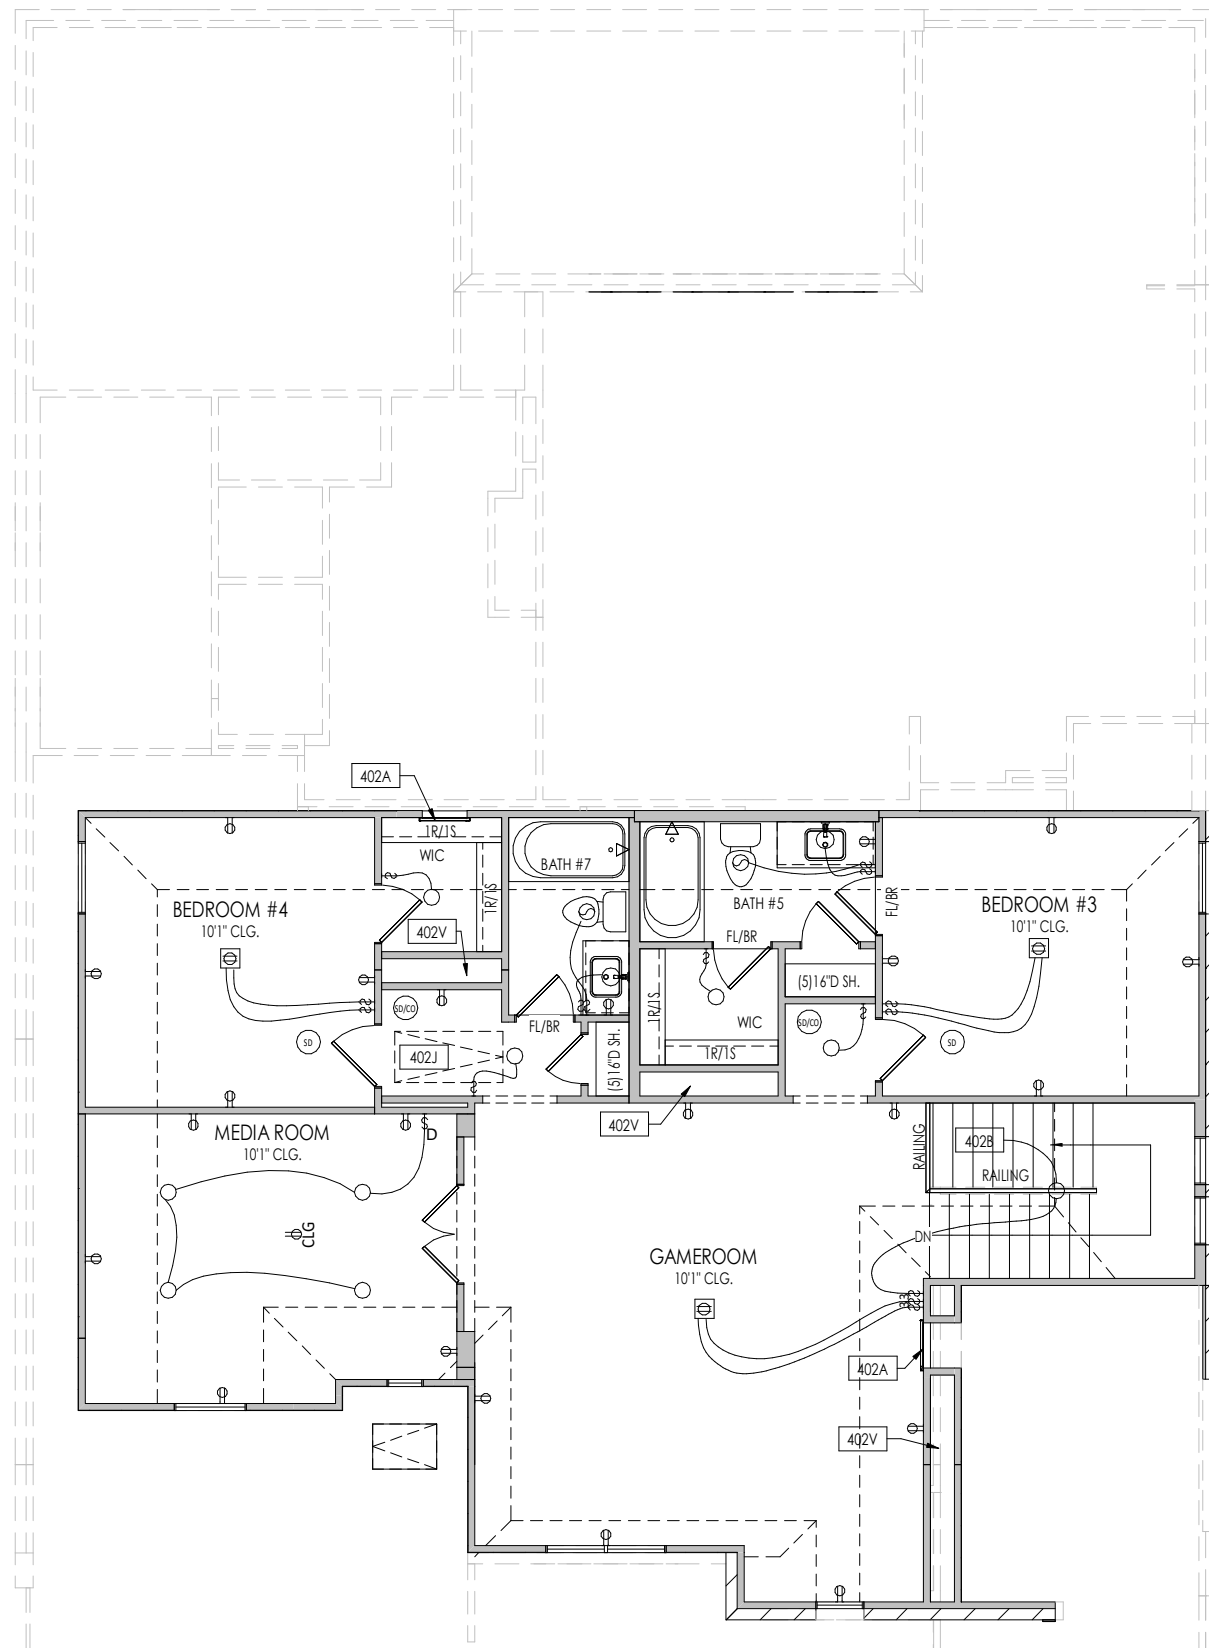 402A
1R/1S
WIC
1R/1S
BATH #7
BEDROOM #4
10'1" CLG.
402V
BATH #5
FL/BR
FL/BR
BEDROOM #3
10'1" CLG.
(5)16"D SH.
1R/1S
WIC
1R/1S
SD/CO
SD/CO
SD
SD
FL/BR
402J
(5)16"D SH.
402V
MEDIA ROOM
10'1" CLG.
S
D
CLG
RAILING
402B
RAILING
DN
GAMEROOM
10'1" CLG.
402A
402V